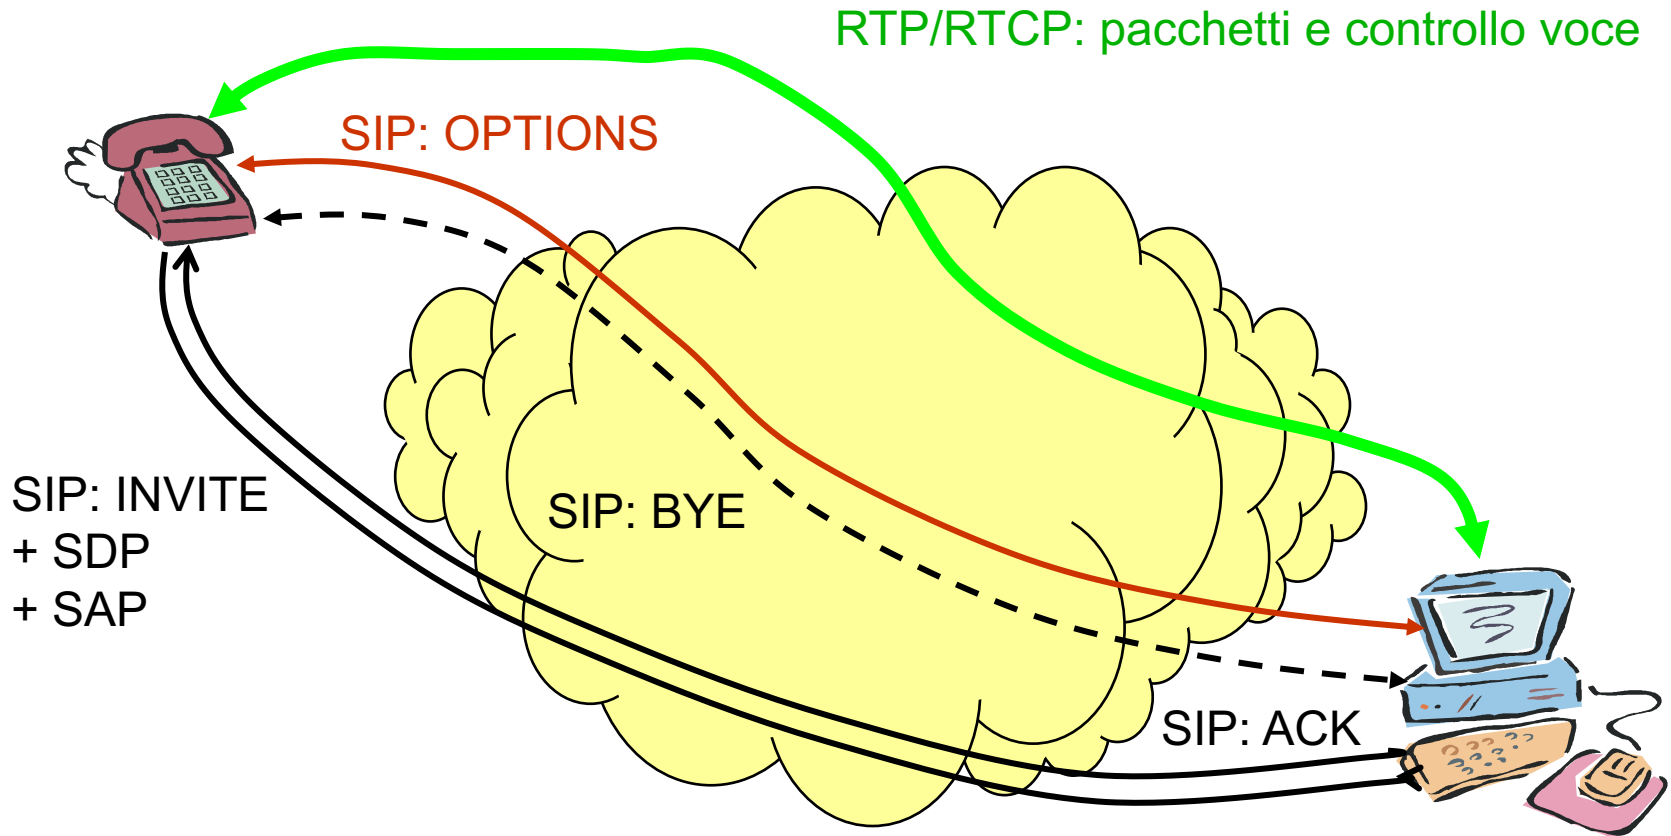 RTP/RTCP: pacchetti e controllo voce
SIP: OPTIONS
SIP: INVITE
+ SDP
+ SAP
SIP: BYE
SIP: ACK